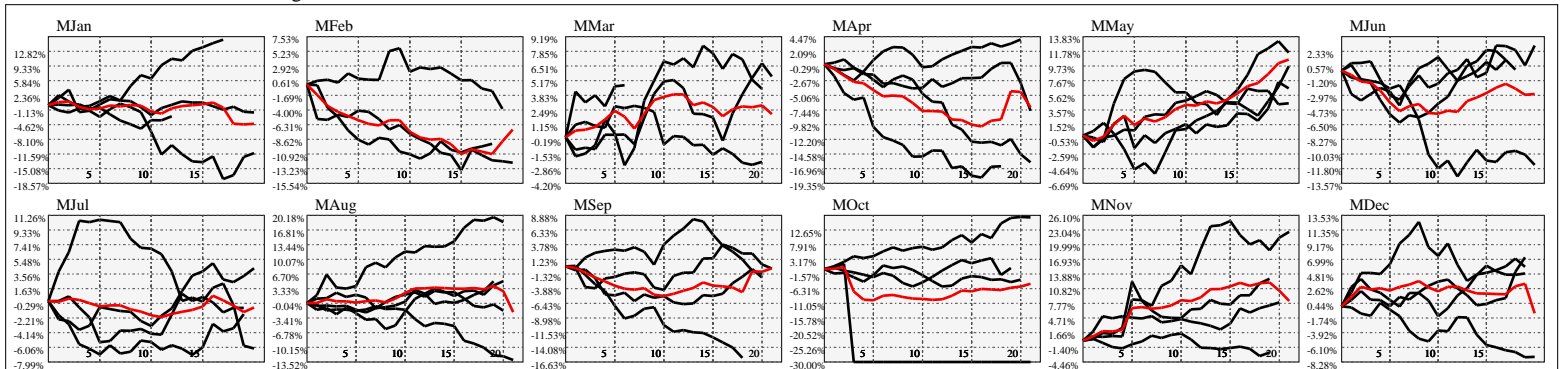 MJan MFeb MMar MApr MMay MJun
12.82% 7.53% 9.19% 4.47% 13.83% 2.33%
9.33% 5.23% 7.85% 2.09% 11.78% 0.57%
5.84% 2.92% 6.51% -0.29% 9.73% -1.20%
2.36% 0.61% 5.17% -2.67% 7.67% -2.97%
-1.13% -1.69% 3.83% -5.06% 5.62% -4.73%
-4.62% -4.00% 2.49% -7.44% 3.57% -6.50%
-8.10% -6.31% 1.15% -9.82% 1.52% -8.27%
-11.59% -8.62% -0.19% -12.20% -0.53% -10.03%
-15.08% -10.92% -1.53% -14.58% -2.59% -11.80%
-18.57% -13.23% -2.86% -16.96% -4.64% -13.57%
-15.54% -4.20% -19.35% -6.69%
5 10 15 5 10 15 5 10 15 20 5 10 15 20 5 10 15 5 10 15
MJul MAug MSep MOct MNov MDec
11.26% 20.18% 8.88% 12.65% 26.10% 13.53%
9.33% 16.81% 6.33% 7.91% 23.04% 11.35%
7.41% 13.44% 3.78% 3.17% 19.99% 9.17%
5.48% 10.07% 1.23% -1.57% 16.93% 6.99%
3.56% 6.70% -1.32% -6.31% 13.88% 4.81%
1.63% 3.33% -3.88% -11.05% 10.82% 2.62%
-0.29% -0.04% -6.43% -15.78% 7.77% 0.44%
-2.21% -3.41% -8.98% -20.52% 4.71% -1.74%
-4.14% -6.78% -11.53% -25.26% 1.66% -3.92%
-6.06% -10.15% -14.08% -30.00% -1.40% -6.10%
-7.99% -13.52% -16.63% -4.46% -8.28%
5 10 15 5 10 15 5 10 15 20 5 10 15 20 5 10 15 20 5 10 15